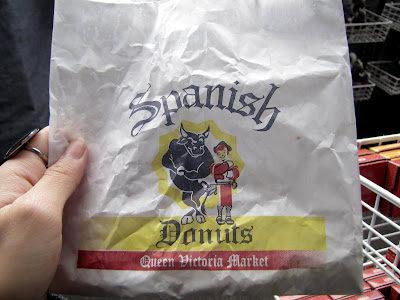 Spanish
Donuts
Queen Victoria Market